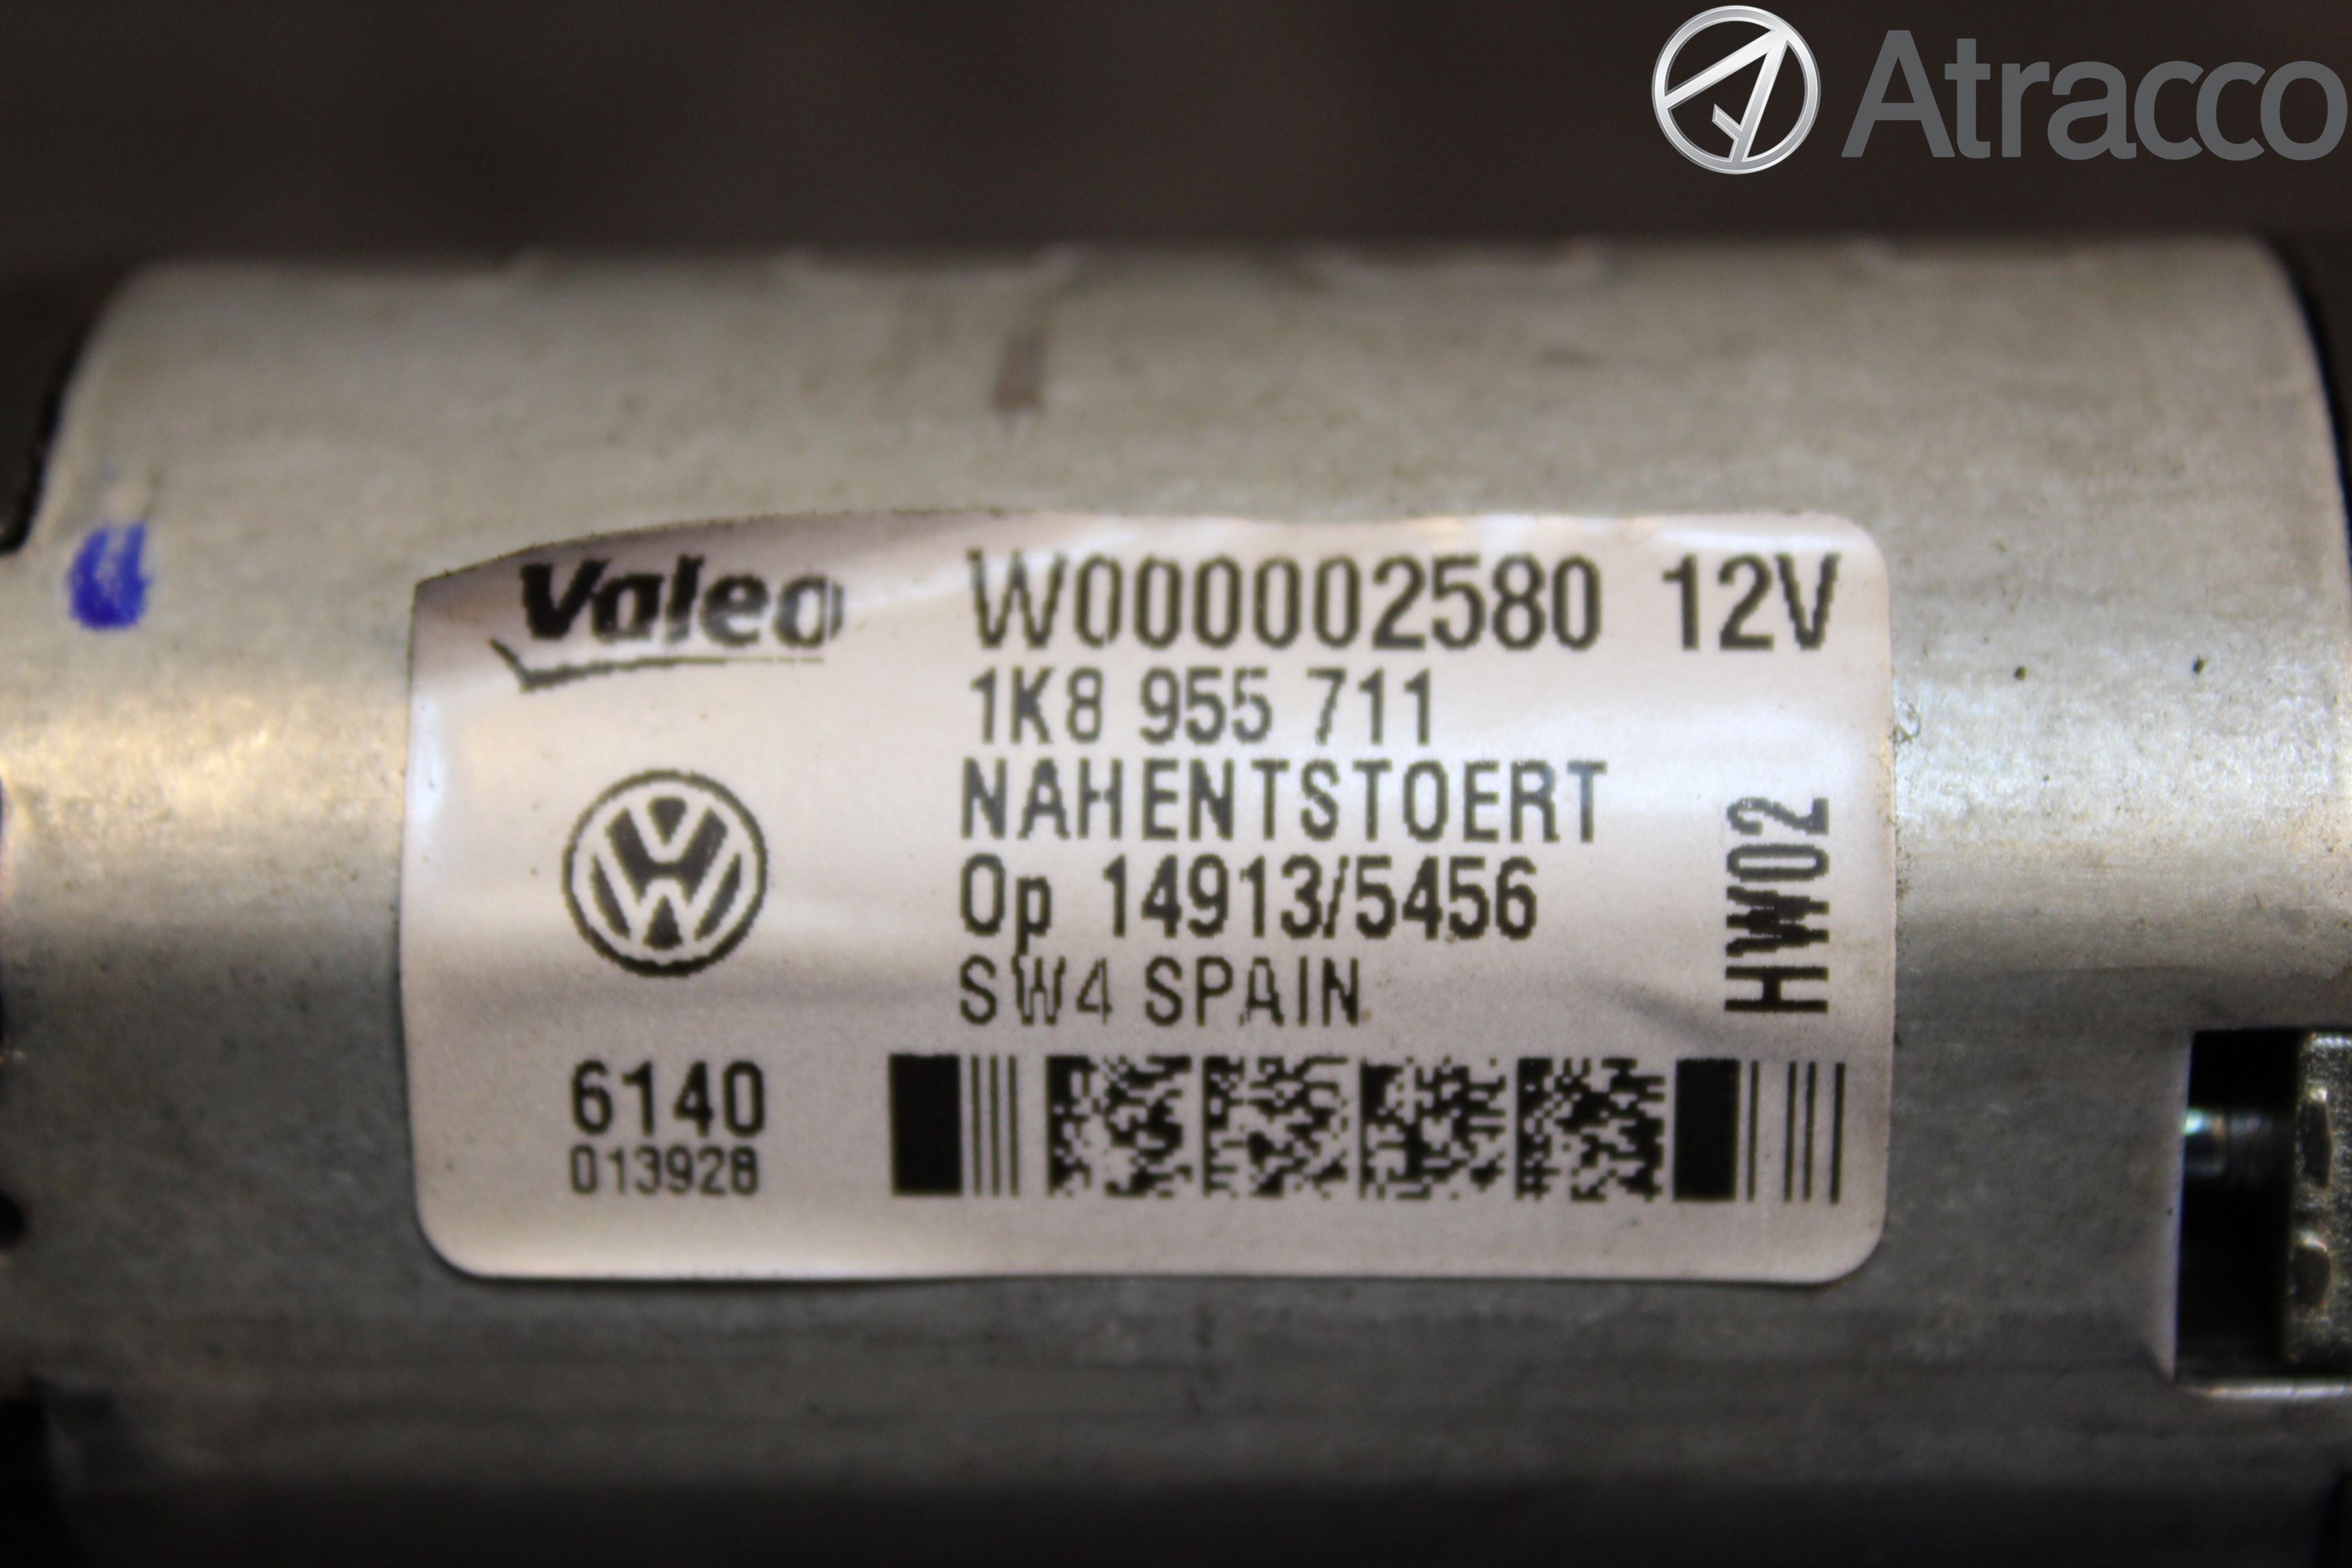 Atracco
Valeo W000002580 12V
1K8 955 711
NAHENTSTOERT
Op 14913/5456
SW4 SPAIN
HW02
6140
013928